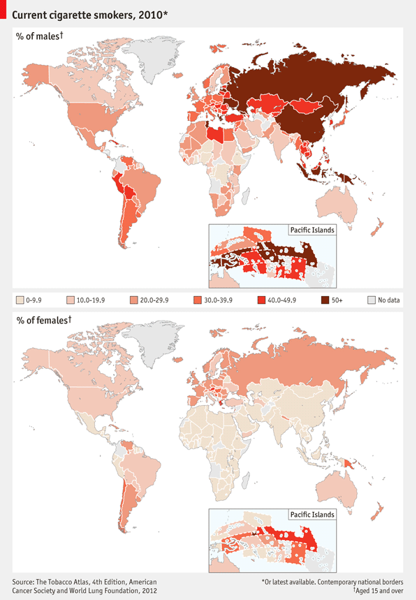 Current cigarette smokers, 2010*
% of males†
Pacific Islands
0-9.9 10.0-19.9 20.0-29.9 30.0-39.9 40.0-49.9 50+ No data
% of females†
Pacific Islands
Source: The Tobacco Atlas, 4th Edition, American *Or latest available. Contemporary national borders
Cancer Society and World Lung Foundation, 2012 †Aged 15 and over